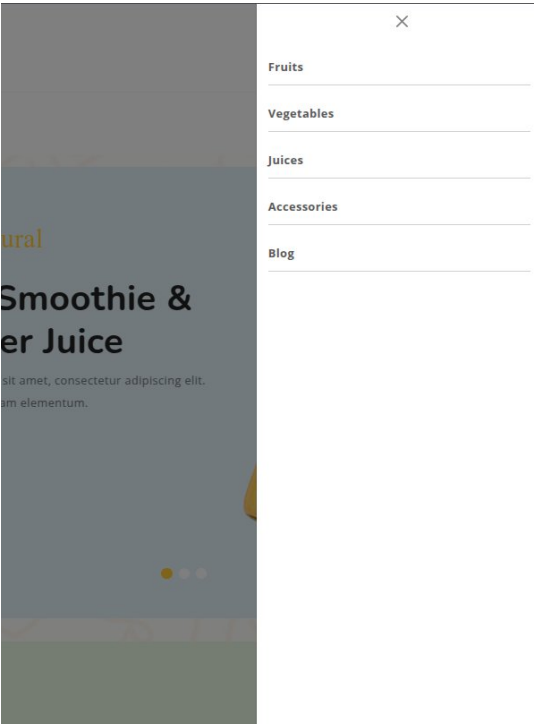 Fruits
Vegetables
Juices
Accessories
Blog
ural
Smoothie &
er Juice
sit amet, consectetur adipiscing elit.
am elementum.